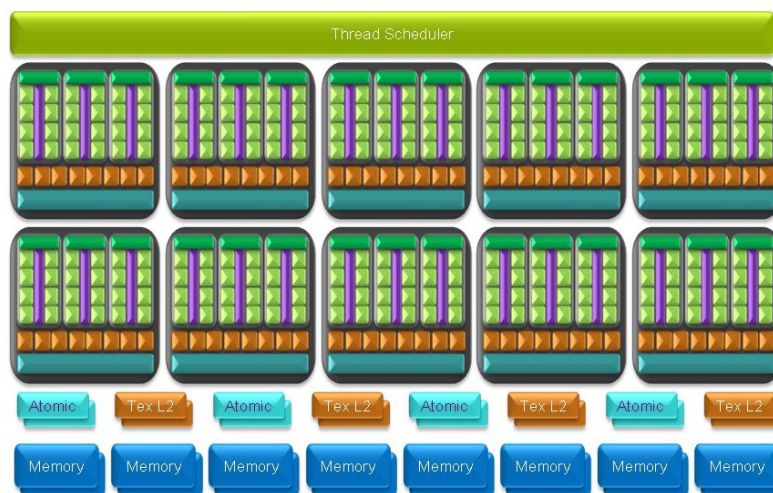 Thread Scheduler
Atomic Tex L2 Atomic Tex L2 Atomic Tex L2 Atomic Tex L2
Memory Memory Memory Memory Memory Memory Memory Memory